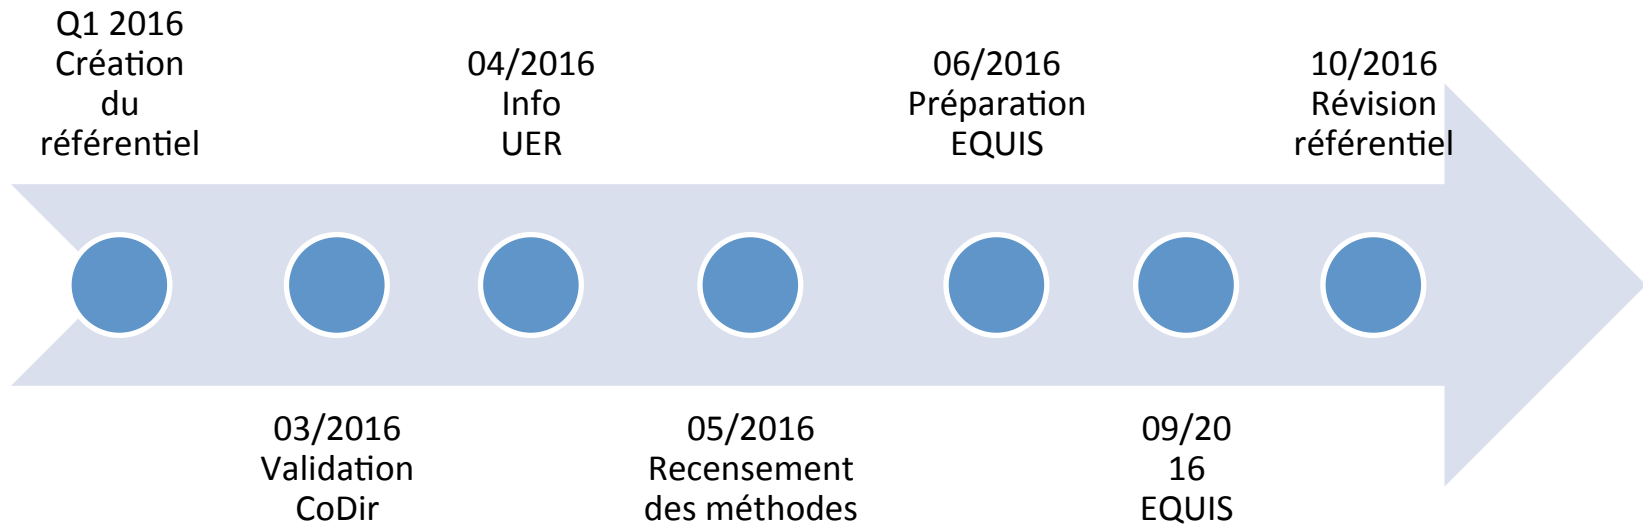 Q1 2016
Création
du
référentiel
03/2016
Validation
CoDir
04/2016
Info
UER
05/2016
Recensement
des méthodes
06/2016
Préparation
EQUIS
09/20
16
EQUIS
10/2016
Révision
référentiel